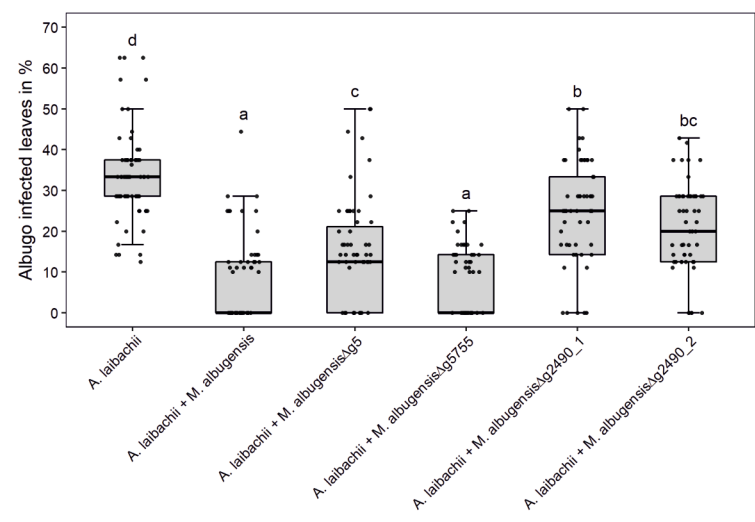 Albugo infected leaves in %
70
60
50
40
30
20
10
0
d
a
c
a
b
bc
A. laibachii
A. laibachii + M. albugensis
A. laibachii + M. albugensisΔg5
A. laibachii + M. albugensisΔg5755
A. laibachii + M. albugensisΔg2490_1
A. laibachii + M. albugensisΔg2490_2